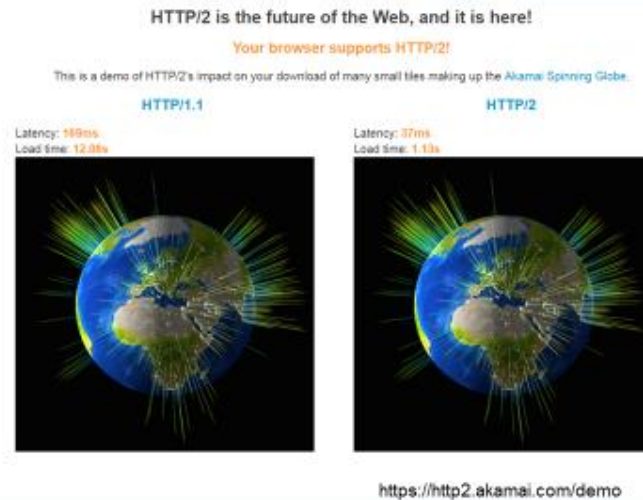 HTTP/2 is the future of the Web, and it is here!
Your browser supports HTTP/2!
This is a demo of HTTP/2's impact on your download of many small tiles making up the Akamai Spinning Globe.
HTTP/1.1
Latency: 169ms
Load time: 12.08s
HTTP/2
Latency: 37ms
Load time: 1.13s
https://http2.akamai.com/demo